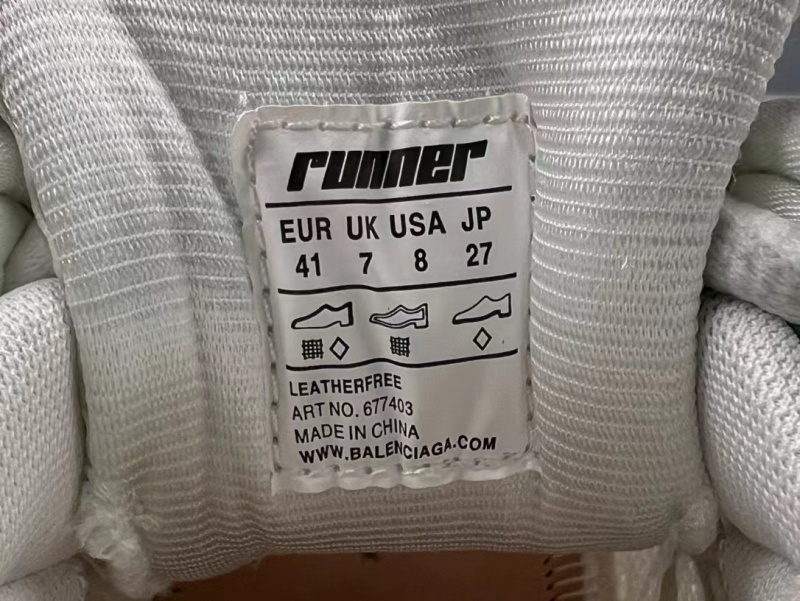 runner
EUR UK USA JP
41 7 8 27
LEATHERFREE
ART NO. 677403
MADE IN CHINA
WWW.BALENCIAGA.COM